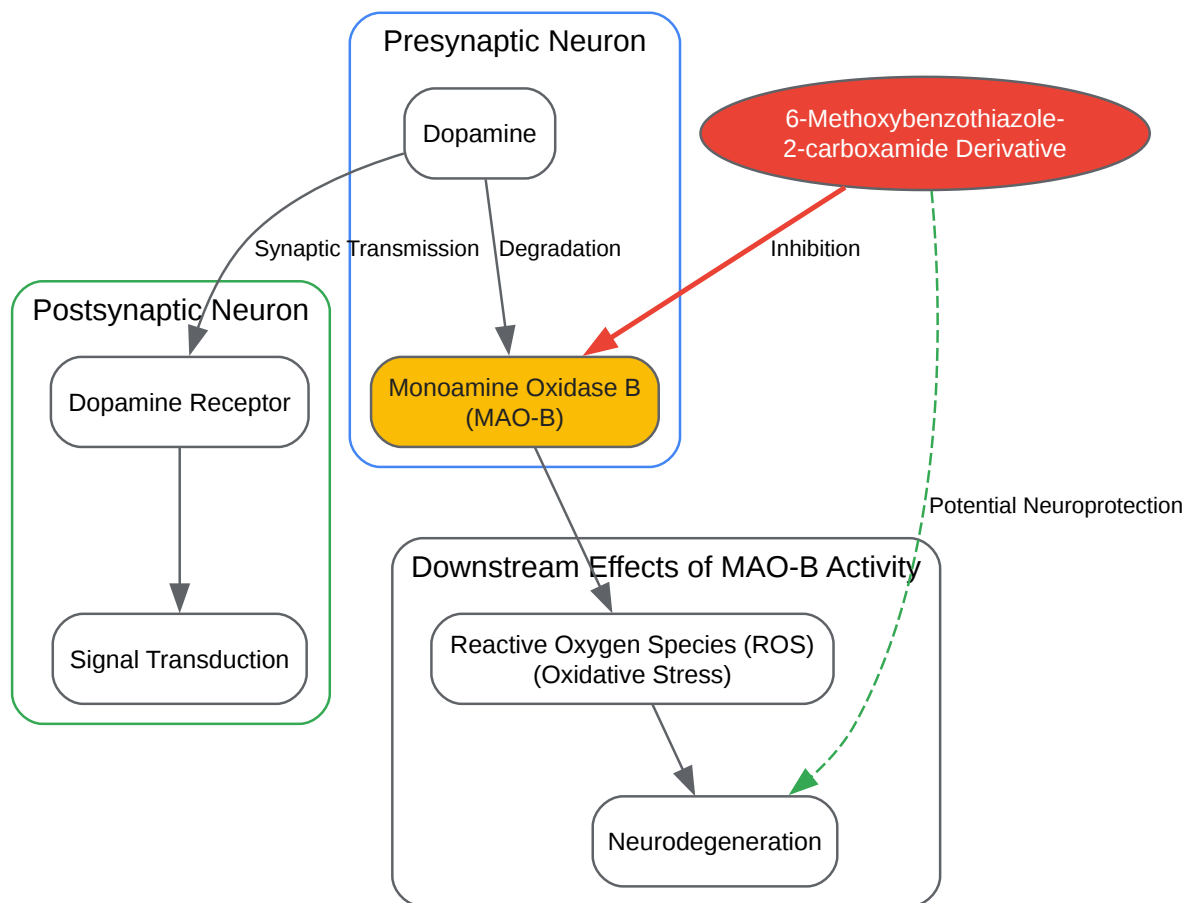 Presynaptic Neuron
Dopamine
6-Methoxybenzothiazole-
2-carboxamide Derivative
Synaptic Transmission
Degradation
Inhibition
Postsynaptic Neuron
Dopamine Receptor
Monoamine Oxidase B
(MAO-B)
Potential Neuroprotection
Downstream Effects of MAO-B Activity
Signal Transduction
Reactive Oxygen Species (ROS)
(Oxidative Stress)
Neurodegeneration